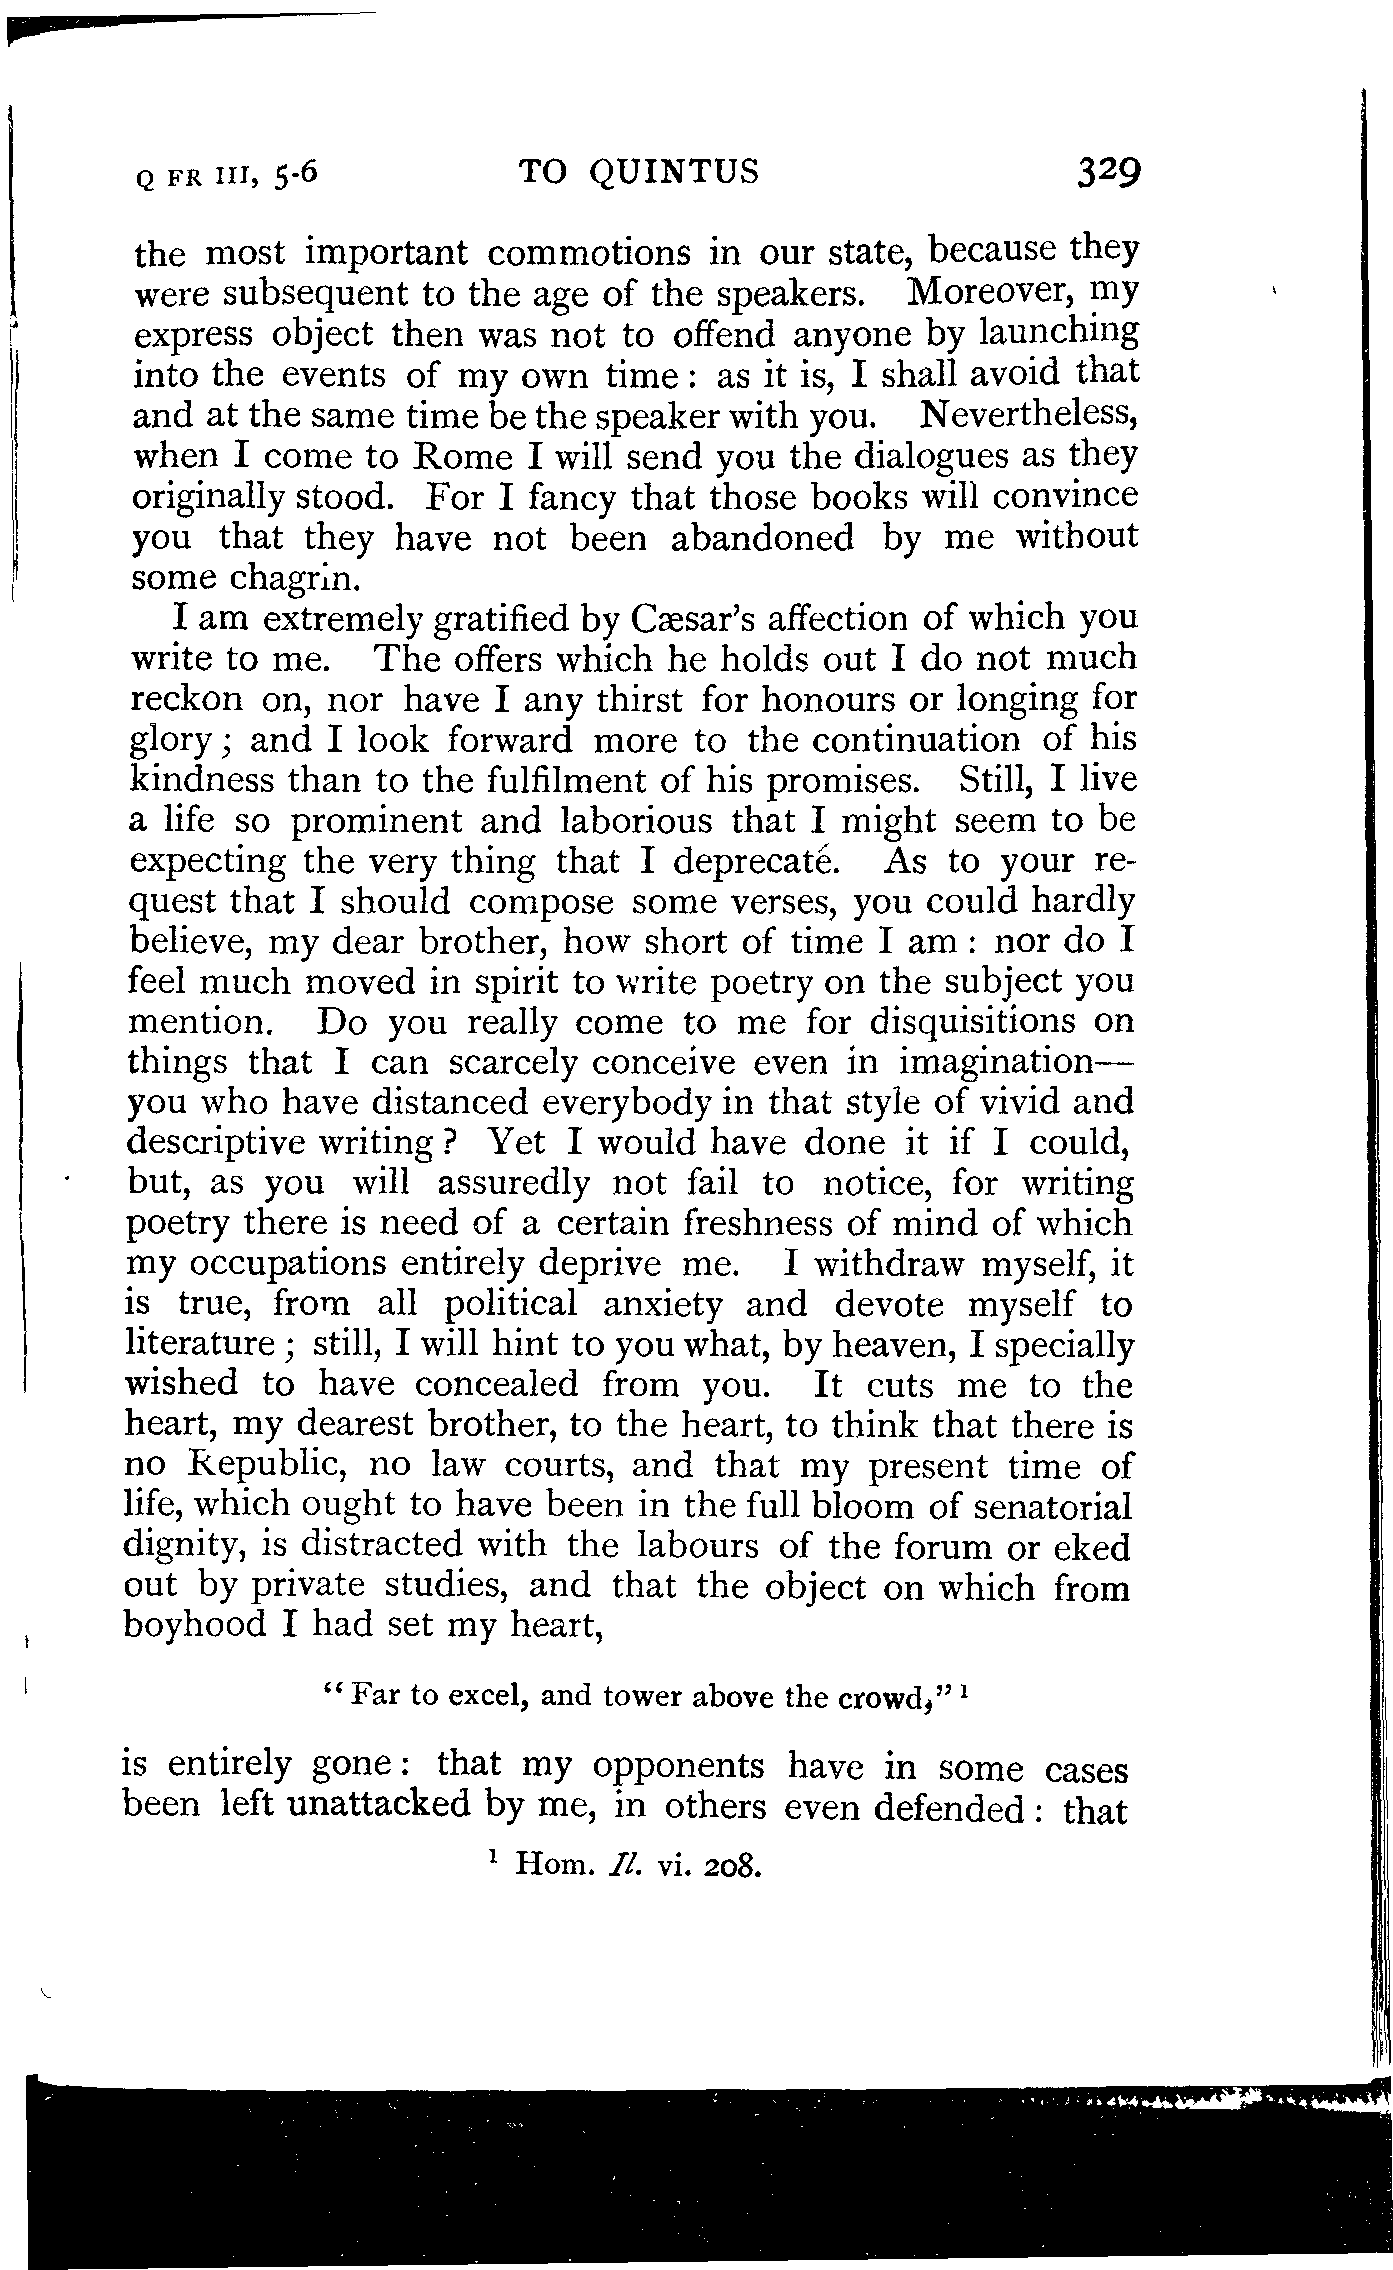 Q FR III, 5-6 TO QUINTUS 329
the most important commotions in our state, because they
were subsequent to the age of the speakers. Moreover, my
express object then was not to offend anyone by launching
into the events of my own time : as it is, I shall avoid that
and at the same time be the speaker with you. Nevertheless,
when I come to Rome I will send you the dialogues as they
originally stood. For I fancy that those books will convince
you that they have not been abandoned by me without
some chagrin.
I am extremely gratified by Cæsar's affection of which you
write to me. The offers which he holds out I do not much
reckon on, nor have I any thirst for honours or longing for
glory ; and I look forward more to the continuation of his
kindness than to the fulfilment of his promises. Still, I live
a life so prominent and laborious that I might seem to be
expecting the very thing that I deprecate. As to your re-
quest that I should compose some verses, you could hardly
believe, my dear brother, how short of time I am : nor do I
feel much moved in spirit to write poetry on the subject you
mention. Do you really come to me for disquisitions on
things that I can scarcely conceive even in imagination—
you who have distanced everybody in that style of vivid and
descriptive writing ? Yet I would have done it if I could,
but, as you will assuredly not fail to notice, for writing
poetry there is need of a certain freshness of mind of which
my occupations entirely deprive me. I withdraw myself, it
is true, from all political anxiety and devote myself to
literature ; still, I will hint to you what, by heaven, I specially
wished to have concealed from you. It cuts me to the
heart, my dearest brother, to the heart, to think that there is
no Republic, no law courts, and that my present time of
life, which ought to have been in the full bloom of senatorial
dignity, is distracted with the labours of the forum or eked
out by private studies, and that the object on which from
boyhood I had set my heart,
“Far to excel, and tower above the crowd,” ¹
is entirely gone : that my opponents have in some cases
been left unattacked by me, in others even defended : that
¹ Hom. Il. vi. 208.